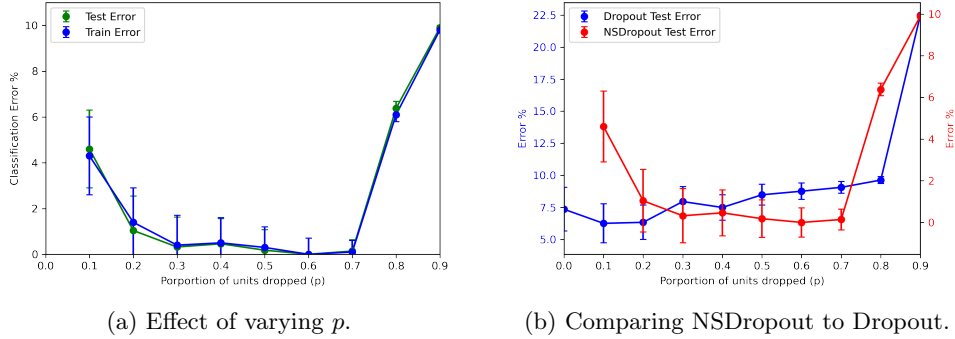 Test Error
Train Error
Classification Error %
10
8
6
4
2
0
0.0 0.1 0.2 0.3 0.4 0.5 0.6 0.7 0.8 0.9
Porportion of units dropped (p)
(a) Effect of varying p.
Dropout Test Error
NSDropout Test Error
Error %
22.5
20.0
17.5
15.0
12.5
10.0
7.5
5.0
0.0 0.1 0.2 0.3 0.4 0.5 0.6 0.7 0.8 0.9
Porportion of units dropped (p)
10
8
6
4
2
0
Error %
(b) Comparing NSDropout to Dropout.